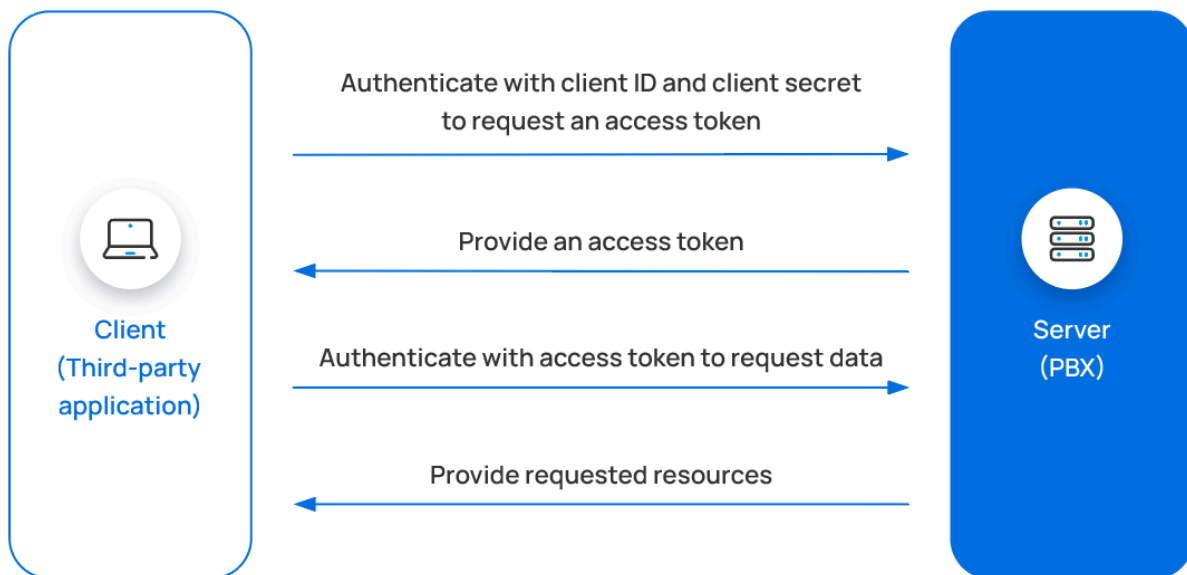 Authenticate with client ID and client secret
to request an access token
Provide an access token
Client
(Third-party
application)
Server
(PBX)
Authenticate with access token to request data
Provide requested resources